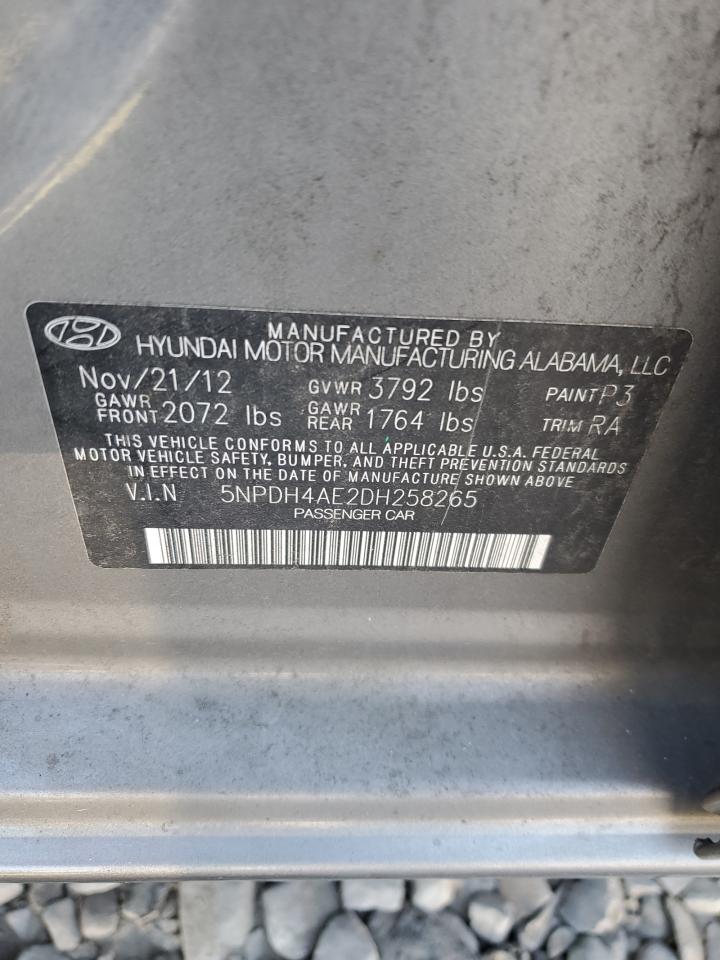 MANUFACTURED BY
HYUNDAI MOTOR MANUFACTURING ALABAMA, LLC
Nov/21/12 GVWR 3792 lbs PAINT P3
GAWR FRONT 2072 lbs GAWR REAR 1764 lbs TRIM RA
THIS VEHICLE CONFORMS TO ALL APPLICABLE U.S.A. FEDERAL
MOTOR VEHICLE SAFETY, BUMPER, AND THEFT PREVENTION STANDARDS
IN EFFECT ON THE DATE OF MANUFACTURE SHOWN ABOVE
V.I.N 5NPDH4AE2DH258265
PASSENGER CAR